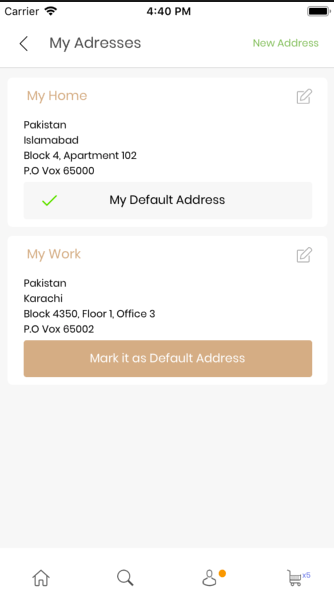 Carrier 4:40 PM
My Adresses New Address
My Home
Pakistan
Islamabad
Block 4, Apartment 102
P.O Vox 65000
My Default Address
My Work
Pakistan
Karachi
Block 4350, Floor 1, Office 3
P.O Vox 65002
Mark it as Default Address
x5